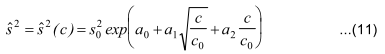 ŝ² = ŝ²(c) = s₀² exp(a₀ + a₁√(c/c₀) + a₂ c/c₀) ...(11)